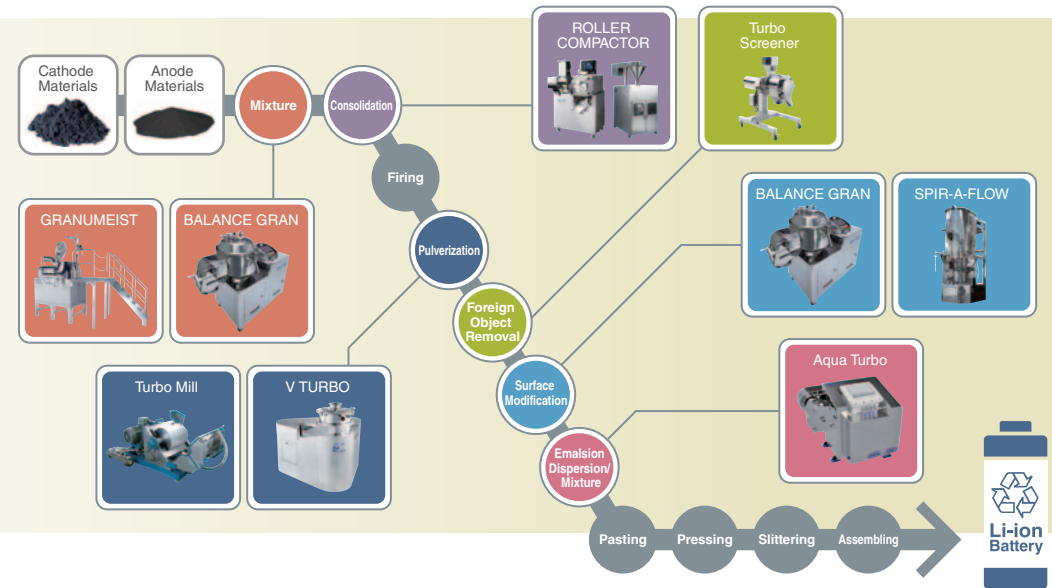 Cathode
Materials
Anode
Materials
Mixture
Consolidation
ROLLER
COMPACTOR
Turbo
Screener
Firing
GRANUMEIST
BALANCE GRAN
Pulverization
BALANCE GRAN
SPIR-A-FLOW
Foreign
Object
Removal
Turbo Mill
V TURBO
Surface
Modification
Aqua Turbo
Emalsion
Dispersion/
Mixture
Pasting
Pressing
Slittering
Assembling
Li-ion
Battery